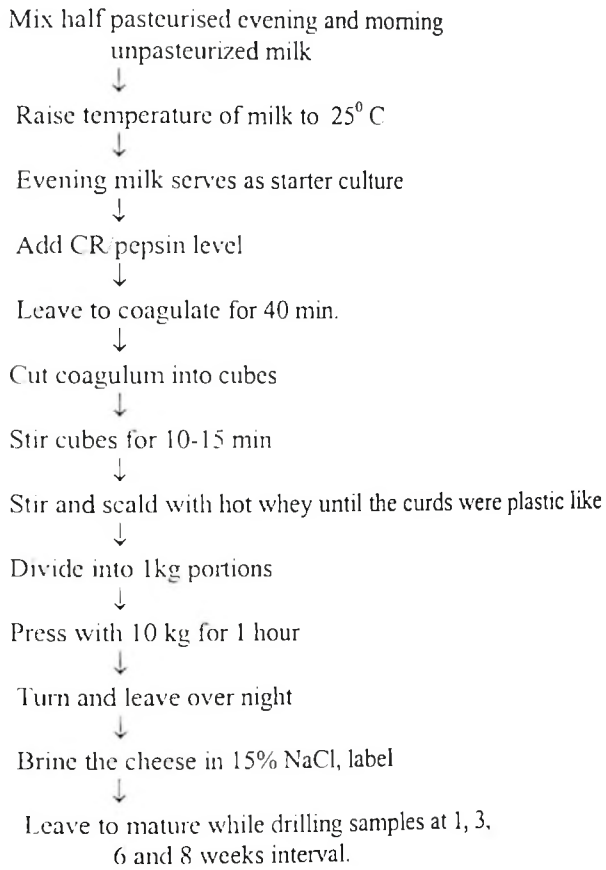 Mix half pasteurised evening and morning
unpasteurized milk
↓
Raise temperature of milk to 25⁰ C
↓
Evening milk serves as starter culture
↓
Add CR pepsin level
↓
Leave to coagulate for 40 min.
↓
Cut coagulum into cubes
↓
Stir cubes for 10-15 min
↓
Stir and scald with hot whey until the curds were plastic like
↓
Divide into 1kg portions
↓
Press with 10 kg for 1 hour
↓
Turn and leave over night
↓
Brine the cheese in 15% NaCl, label
↓
Leave to mature while drilling samples at 1, 3,
6 and 8 weeks interval.